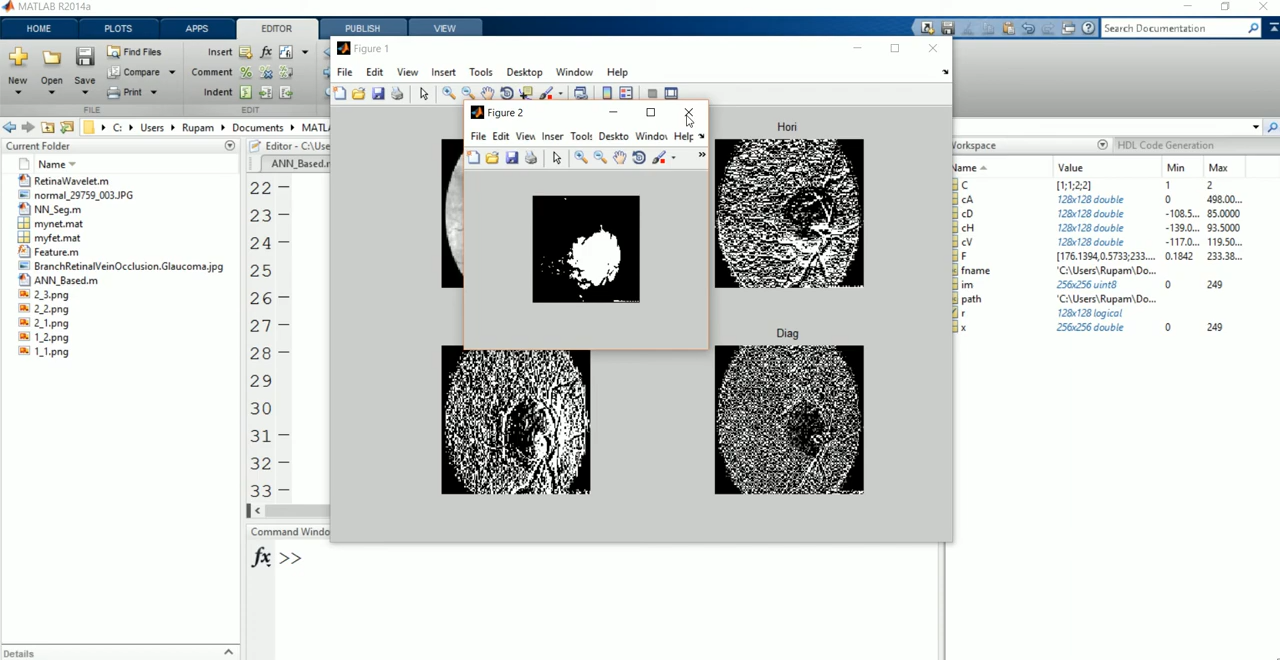 MATLAB R2014a
HOME PLOTS APPS EDITOR PUBLISH VIEW
Search Documentation
New Open Save Find Files Compare Print
Insert Comment Indent
FILE EDIT
C: Users Rupam Documents MATL
Current Folder
Name
RetinaWavelet.m
normal_29759_003.JPG
NN_Seg.m
mynet.mat
myfet.mat
Feature.m
BranchRetinalVeinOcclusion.Glaucoma.jpg
ANN_Based.m
2_3.png
2_2.png
2_1.png
1_2.png
1_1.png
Details
Editor - C:\Use
ANN_Based.m
22
23
24
25
26
27
28
29
30
31
32
33
Command Windo
fx >>
Figure 1
File Edit View Insert Tools Desktop Window Help
Hori
Diag
Figure 2
File Edit View Inser Tools Deskto Window Help
orkspace HDL Code Generation
ame Value Min Max
C [1;1;2;2] 1 2
cA 128x128 double 0 498.00...
cD 128x128 double -108.5... 85.0000
cH 128x128 double -139.0... 93.5000
cV 128x128 double -117.0... 119.50...
F [176.1394,0.5733;233.... 0.1842 233.38...
fname 'C:\Users\Rupam\Do...
im 256x256 uint8 0 249
path 'C:\Users\Rupam\Do...
r 128x128 logical
x 256x256 double 0 249